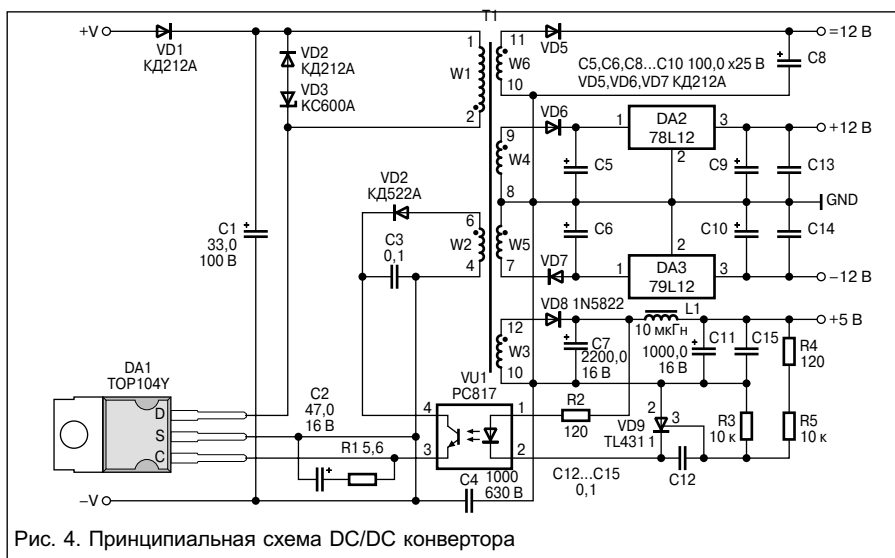 T1
+V
VD1
КД212А
VD2
КД212А
VD3
КС600А
1
W1
2
11
W6
10
VD5
=12 В
C8
C5,C6,C8...C10 100,0 x25 В
VD5,VD6,VD7 КД212А
9
W4
8
VD6
C5
1
DA2
78L12
3
2
C9
C13
+12 В
GND
VD2
КД522А
C3
0,1
6
W2
4
W5
7
VD7
C6
1
2
DA3
79L12
3
C10
C14
−12 В
C1
33,0
100 В
12
W3
10
VD8 1N5822
C7
2200,0
16 В
L1
10 мкГн
1000,0
16 В
C11
C15
+5 В
R4
120
DA1
TOP104Y
D
S
C
C2
47,0
16 В
R1 5,6
VU1
PC817
4
3
1
2
R2
120
2
3
VD9
TL431 1
R3
10 к
R5
10 к
C12
C12...C15
0,1
C4
1000
630 В
−V
Рис. 4. Принципиальная схема DC/DC конвертора